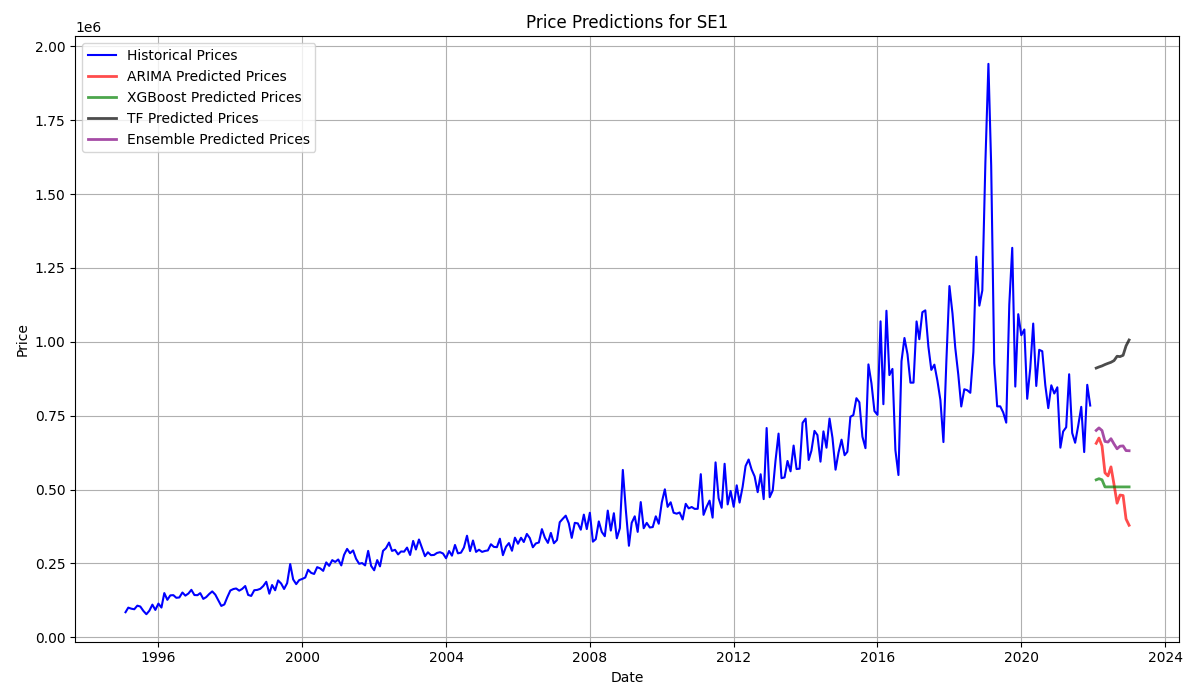 Price Predictions for SE1
1e6
2.00
1.75
1.50
1.25
1.00
0.75
0.50
0.25
0.00
Price
Historical Prices
ARIMA Predicted Prices
XGBoost Predicted Prices
TF Predicted Prices
Ensemble Predicted Prices
1996 2000 2004 2008 2012 2016 2020 2024
Date